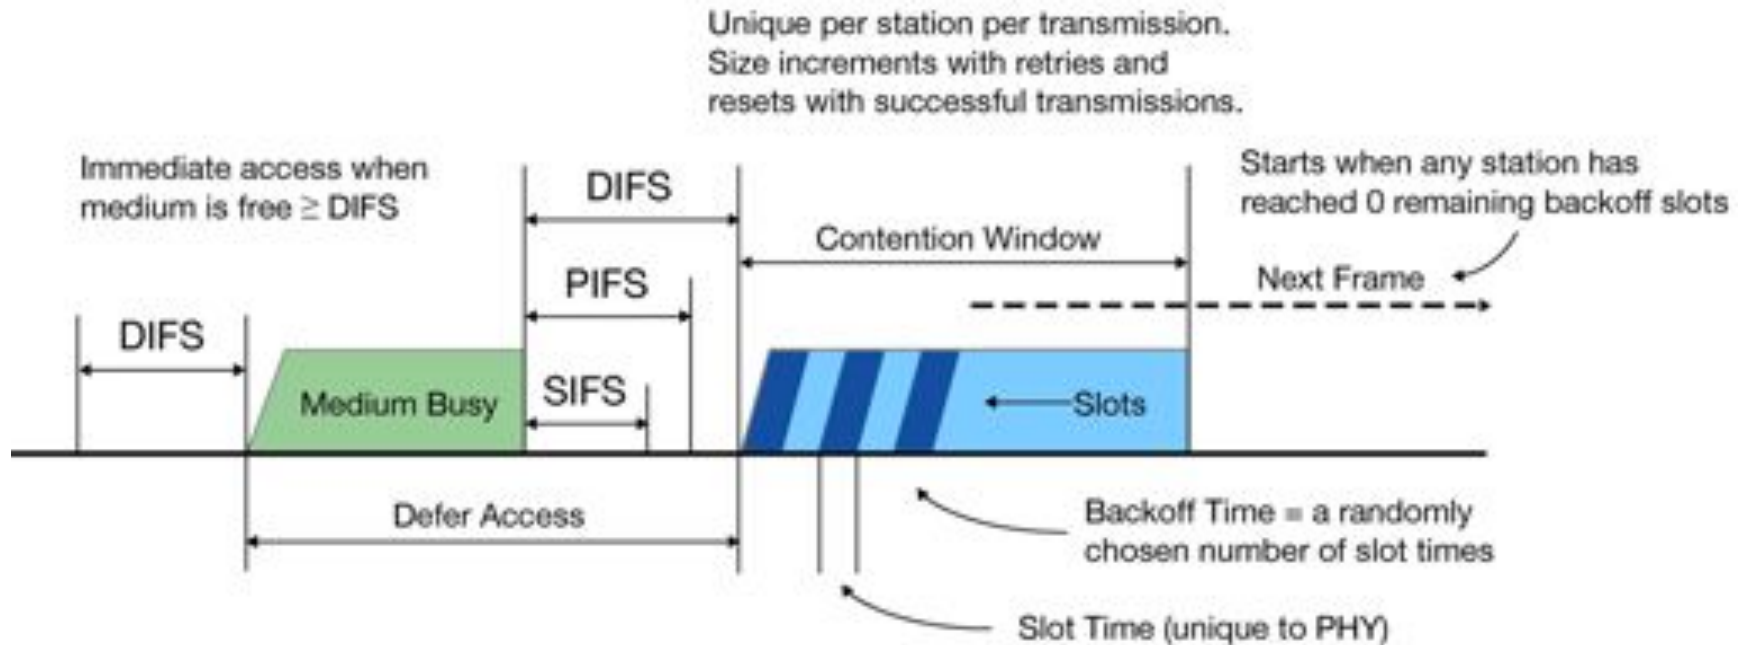 Unique per station per transmission.
Size increments with retries and
resets with successful transmissions.
Immediate access when
medium is free ≥ DIFS
Starts when any station has
reached 0 remaining backoff slots
DIFS
Contention Window
Next Frame
PIFS
DIFS
SIFS
Medium Busy
Slots
Defer Access
Backoff Time = a randomly
chosen number of slot times
Slot Time (unique to PHY)